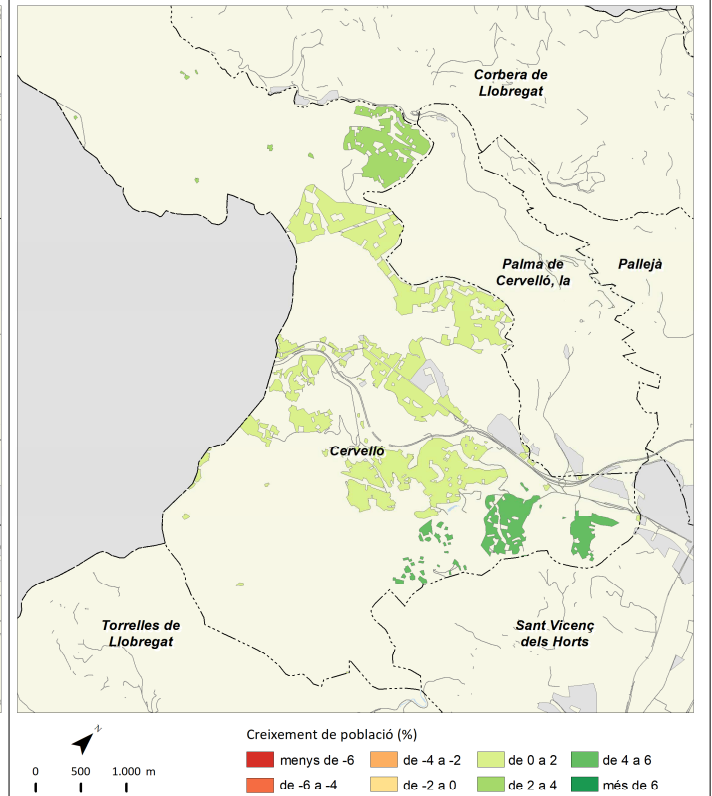 Corbera de
Llobregat
Palma de
Cervelló, la
Pallejà
Cervelló
Torrelles de
Llobregat
Sant Vicenç
dels Horts
N
Creixement de població (%)
menys de -6
de -4 a -2
de 0 a 2
de 4 a 6
de -6 a -4
de -2 a 0
de 2 a 4
més de 6
0 500 1.000 m